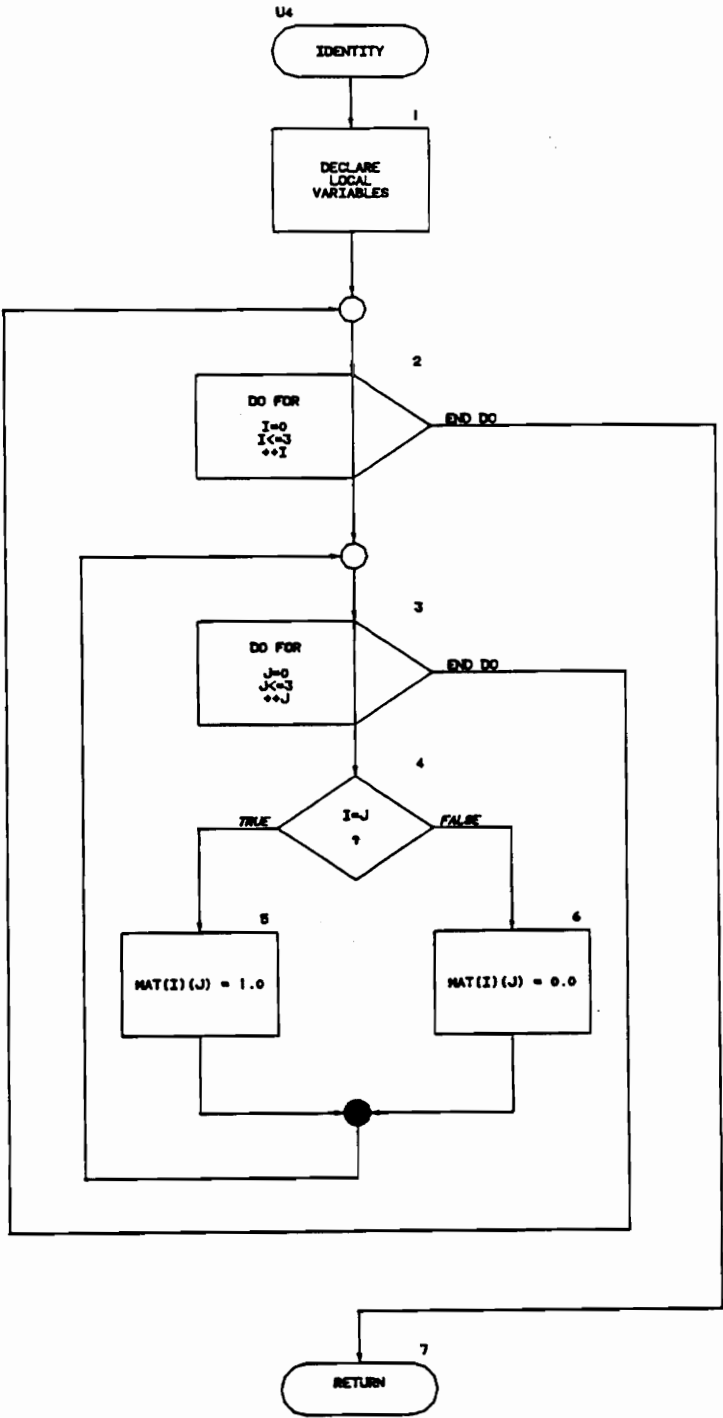 U4
IDENTITY
1
DECLARE
LOCAL
VARIABLES
2
DO FOR
I=0
I<=3
++I
END DO
3
DO FOR
J=0
J<=3
++J
END DO
4
I=J
?
TRUE
FALSE
5
MAT(I)(J) = 1.0
6
MAT(I)(J) = 0.0
7
RETURN